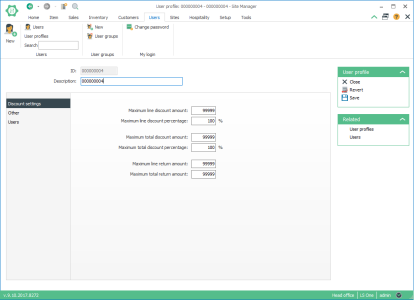 User profile: 000000004 - 000000004 - Site Manager
Home Item Sales Inventory Customers Users Sites Hospitality Setup Tools
New
Users
User profiles
Search
Users
New
User groups
User groups
Change password
My login
ID: 000000004
Description: 000000004
Discount settings
Other
Users
Maximum line discount amount: 99999
Maximum line discount percentage: 100 %
Maximum total discount amount: 99999
Maximum total discount percentage: 100 %
Maximum line return amount: 99999
Maximum total return amount: 99999
User profile
Close
Revert
Save
Related
User profiles
Users
v. 9.10.2017.8271
Head office LS One admin